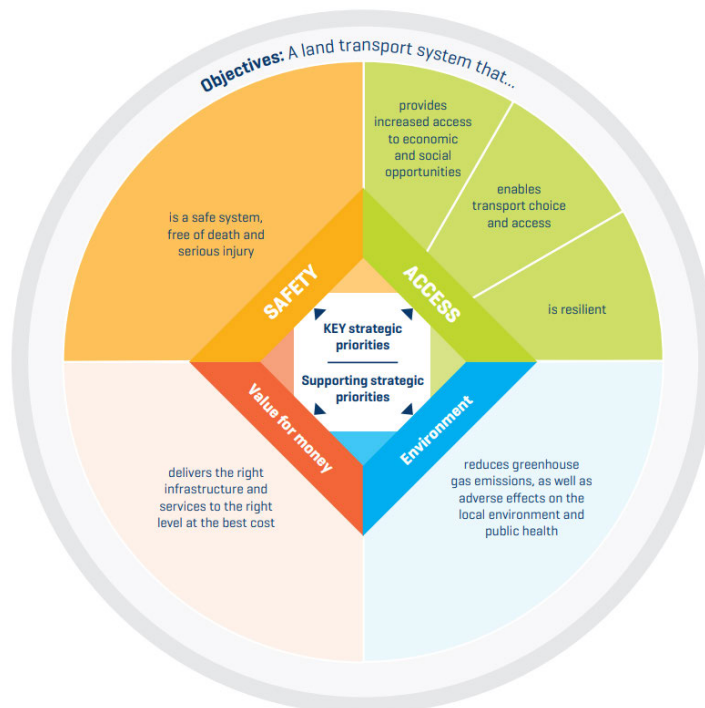 Objectives: A land transport system that...
provides
increased access
to economic
and social
opportunities
enables
transport choice
and access
is a safe system,
free of death and
serious injury
is resilient
SAFETY
ACCESS
KEY strategic
priorities
Supporting strategic
priorities
Value for money
Environment
delivers the right
infrastructure and
services to the right
level at the best cost
reduces greenhouse
gas emissions, as well as
adverse effects on the
local environment and
public health